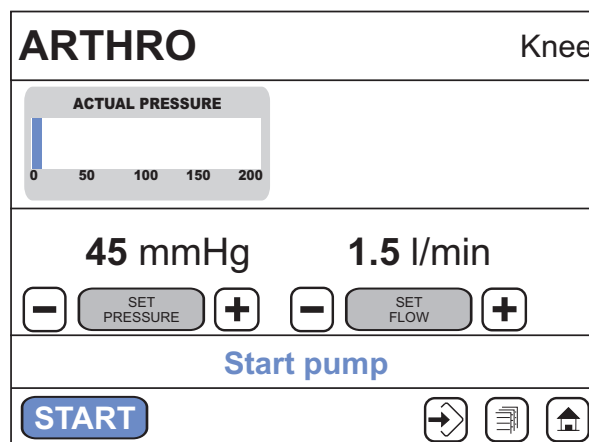 ARTHRO Knee
ACTUAL PRESSURE
0 50 100 150 200
45 mmHg 1.5 l/min
SET
PRESSURE
SET
FLOW
Start pump
START